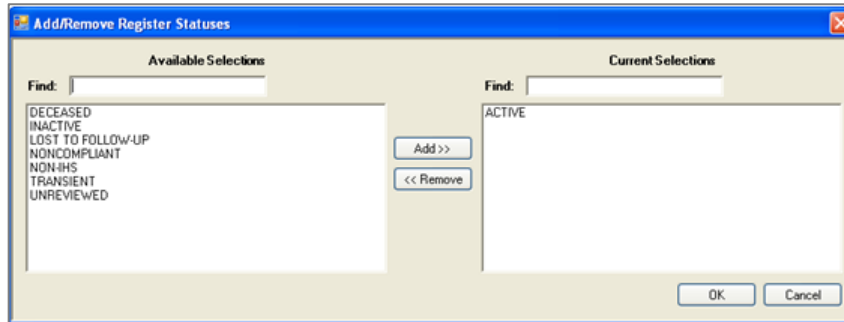 Add/Remove Register Statuses
Available Selections
Current Selections
Find:
Find:
DECEASED
INACTIVE
LOST TO FOLLOW-UP
NONCOMPLIANT
NON-IHS
TRANSIENT
UNREVIEWED
Add >>
<< Remove
ACTIVE
OK
Cancel